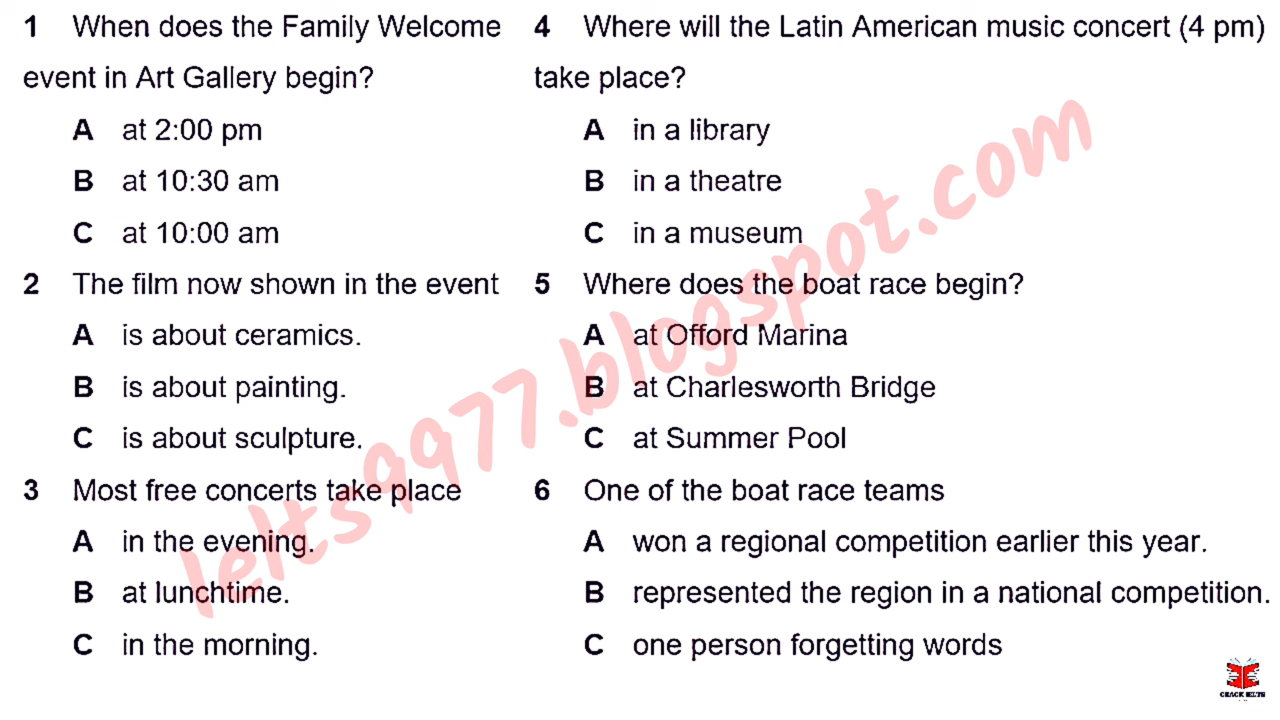 1 When does the Family Welcome
event in Art Gallery begin?
A at 2:00 pm
B at 10:30 am
C at 10:00 am
2 The film now shown in the event
A is about ceramics.
B is about painting.
C is about sculpture.
3 Most free concerts take place
A in the evening.
B at lunchtime.
C in the morning.
4 Where will the Latin American music concert (4 pm)
take place?
A in a library
B in a theatre
C in a museum
5 Where does the boat race begin?
A at Offord Marina
B at Charlesworth Bridge
C at Summer Pool
6 One of the boat race teams
A won a regional competition earlier this year.
B represented the region in a national competition.
C one person forgetting words
Ielts9977.blogspot.com
CRACK IELTS